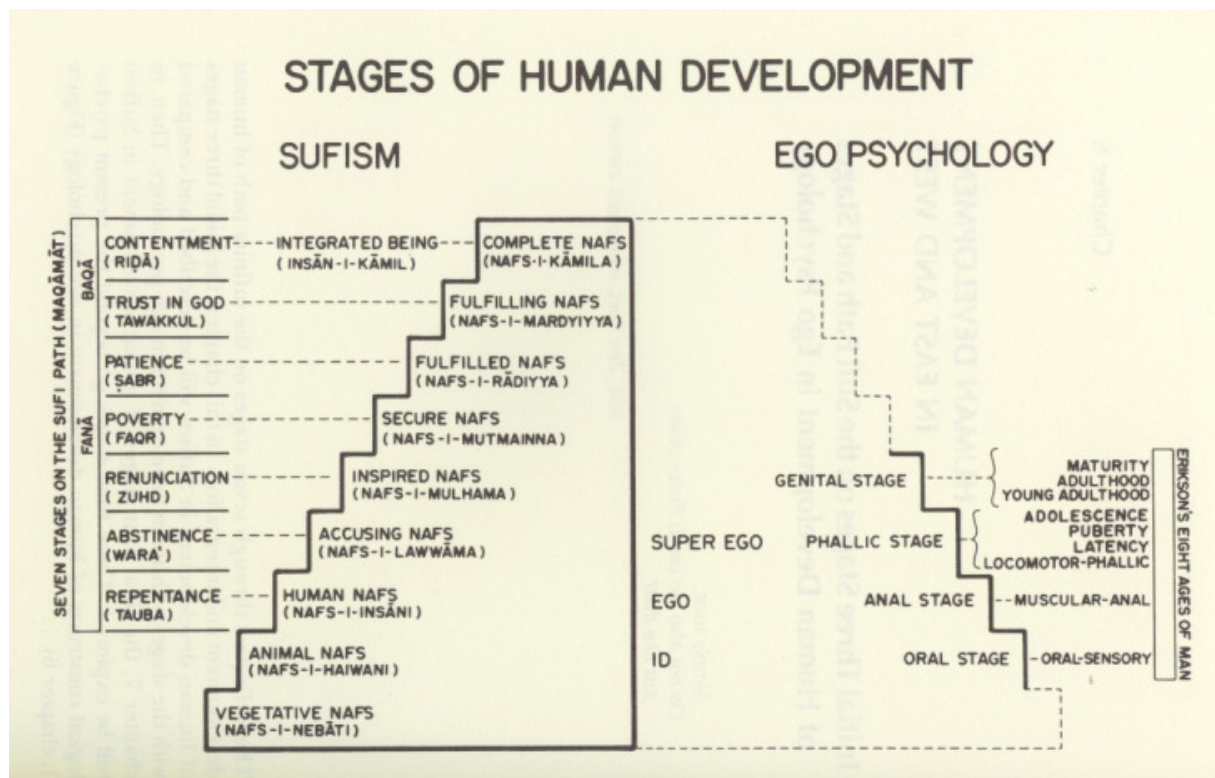 STAGES OF HUMAN DEVELOPMENT
SUFISM
EGO PSYCHOLOGY
SEVEN STAGES ON THE SUFI PATH (MAQĀMĀT)
BAQĀ
FANĀ
CONTENTMENT
(RIḌĀ)
INTEGRATED BEING
(INSĀN-I-KĀMIL)
COMPLETE NAFS
(NAFS-I-KĀMILA)
TRUST IN GOD
(TAWAKKUL)
FULFILLING NAFS
(NAFS-I-MARDYIYYA)
PATIENCE
(ṢABR)
FULFILLED NAFS
(NAFS-I-RĀDIYYA)
POVERTY
(FAQR)
SECURE NAFS
(NAFS-I-MUTMAINNA)
RENUNCIATION
(ZUHD)
INSPIRED NAFS
(NAFS-I-MULHAMA)
ABSTINENCE
(WARA')
ACCUSING NAFS
(NAFS-I-LAWWĀMA)
REPENTANCE
(TAUBA)
HUMAN NAFS
(NAFS-I-INSĀNI)
ANIMAL NAFS
(NAFS-I-HAIWANI)
VEGETATIVE NAFS
(NAFS-I-NEBĀTI)
SUPER EGO
EGO
ID
GENITAL STAGE
PHALLIC STAGE
ANAL STAGE
ORAL STAGE
MATURITY
ADULTHOOD
YOUNG ADULTHOOD
ADOLESCENCE
PUBERTY
LATENCY
LOCOMOTOR-PHALLIC
MUSCULAR-ANAL
ORAL-SENSORY
ERIKSON'S EIGHT AGES OF MAN